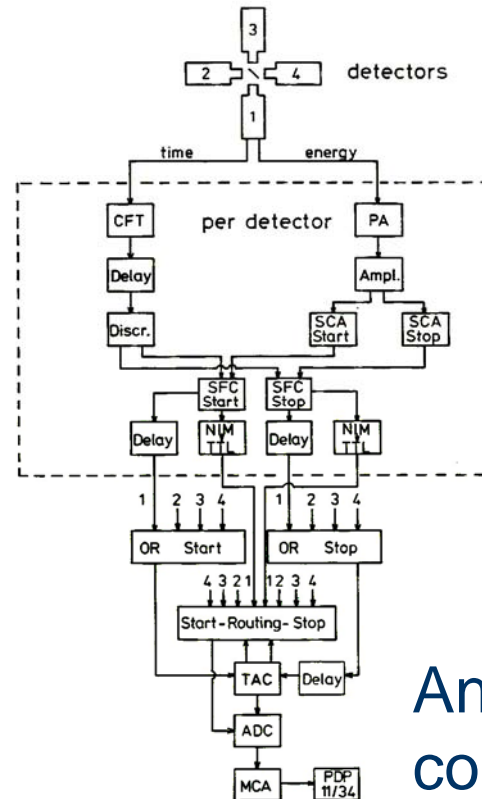 3
2 4 detectors
1
time energy
CFT per detector PA
Delay Ampl.
Discr. SCA Start SCA Stop
SFC Start SFC Stop
Delay NIM TTL Delay NIM TTL
1 2 3 4 1 2 3 4
OR Start OR Stop
4 3 2 1 1 2 3 4
Start-Routing-Stop
TAC Delay
ADC
MCA PDP 11/34
An
co